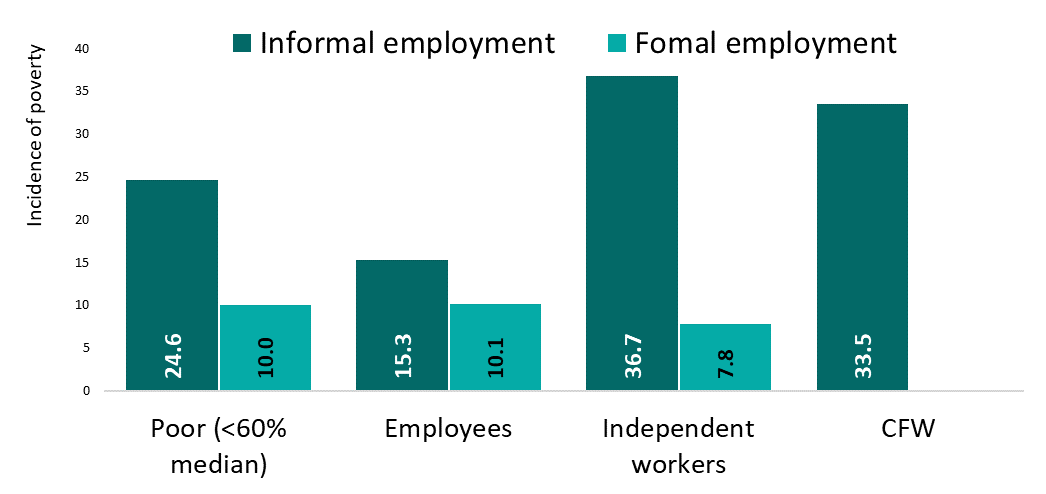 Informal employment
Fomal employment
Incidence of poverty
40
35
30
25
20
15
10
5
0
24.6
10.0
15.3
10.1
36.7
7.8
33.5
Poor (<60%
median)
Employees
Independent
workers
CFW